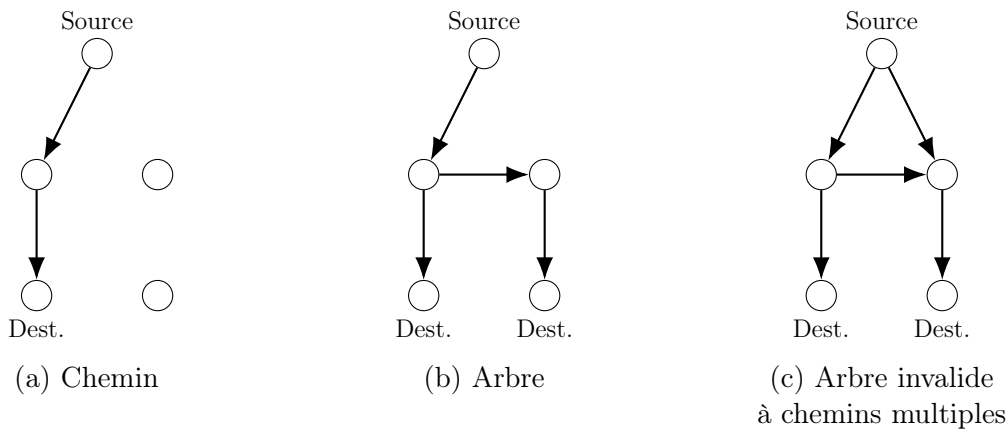 Source
Source
Source
Dest.
Dest.
Dest.
Dest.
Dest.
(a) Chemin
(b) Arbre
(c) Arbre invalide
à chemins multiples